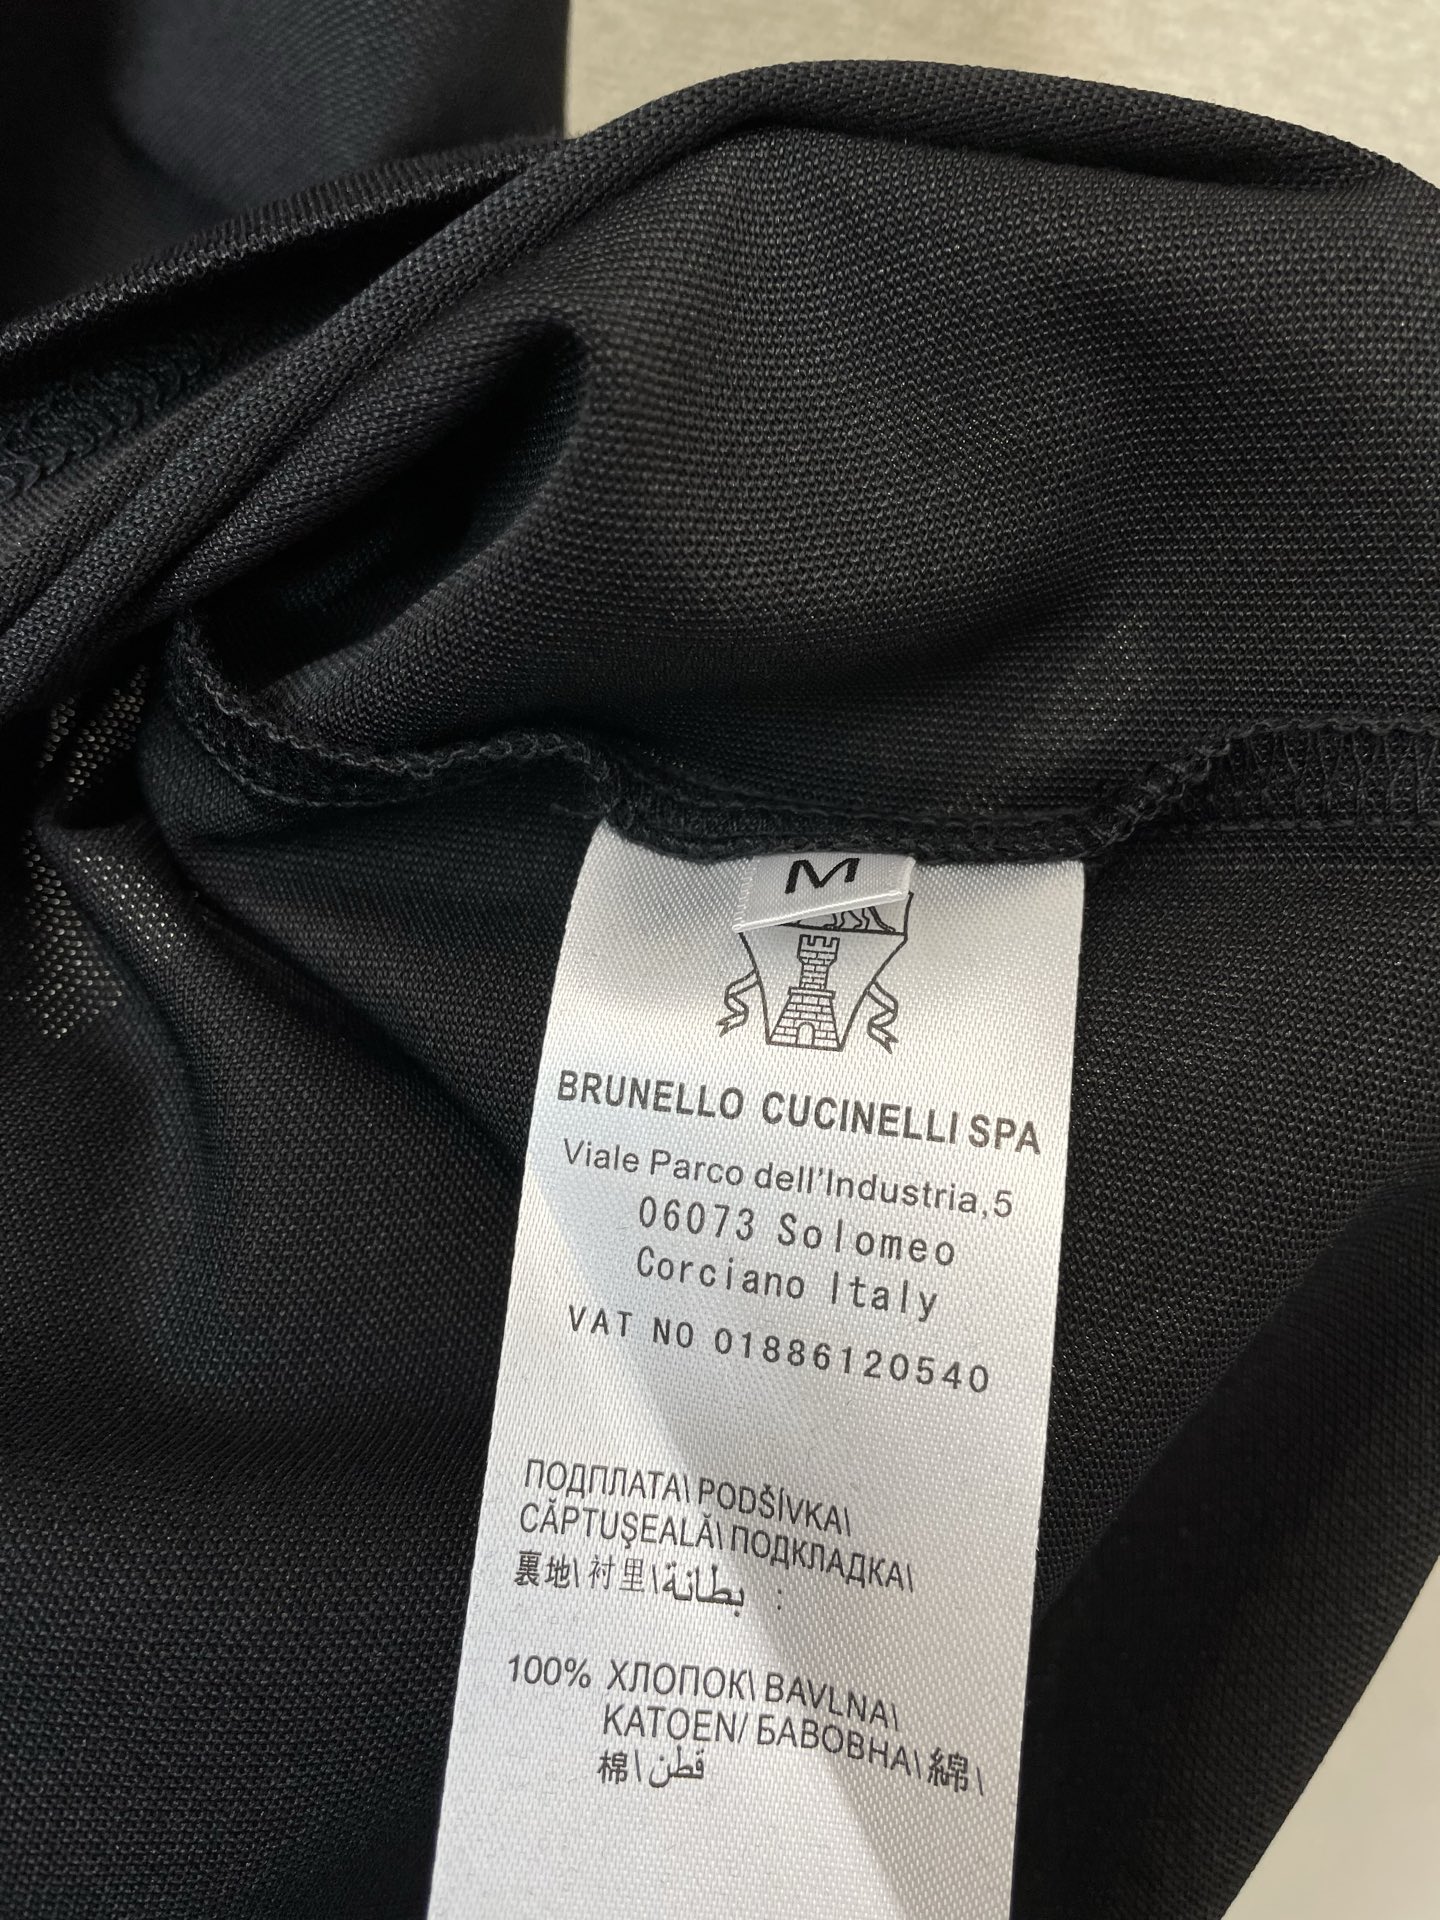 M
BRUNELLO CUCINELLI SPA
Viale Parco dell'Industria,5
06073 Solomeo
Corciano Italy
VAT NO 01886120540
ПОДПЛАТА\ PODŠÍVKA\
CĂPTUŞEALĂ\ ПОДКЛАДКА\
裏地\ 衬里\بطانة :
100% ХЛОПОК\ BAVLNA\
KATOEN/ БАВОВНА\ 綿\
棉\ قطن